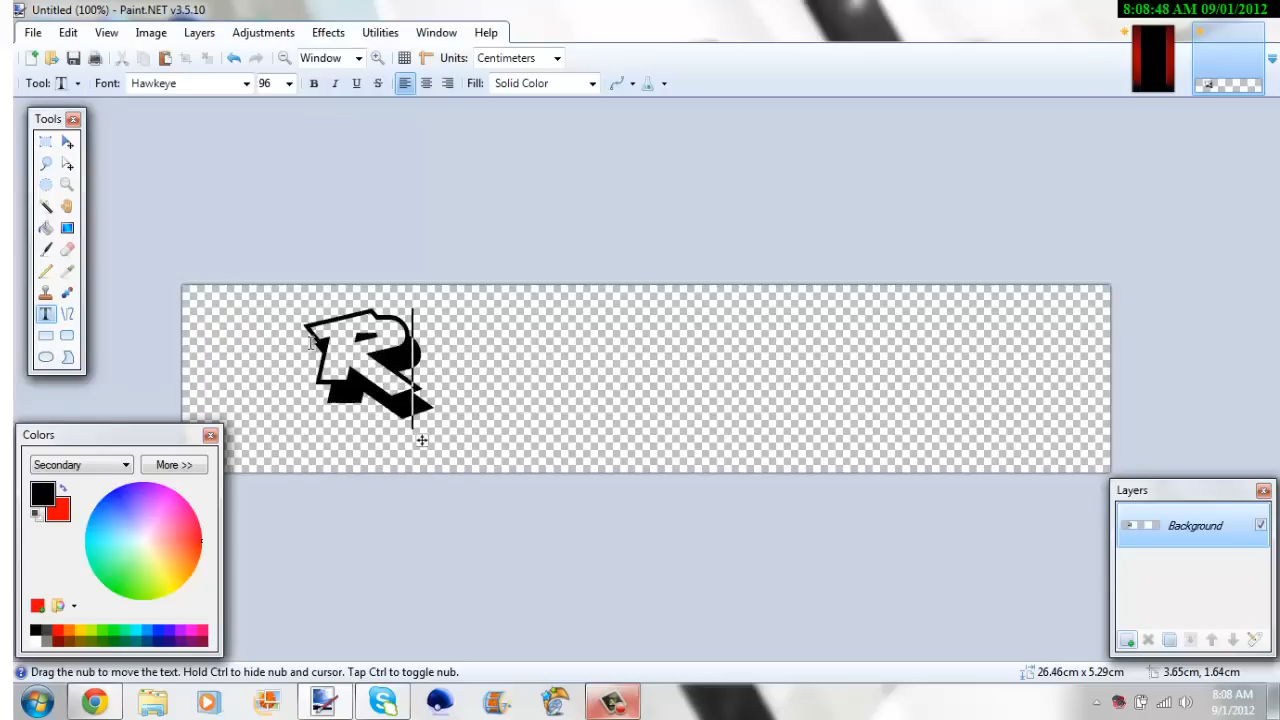 Untitled (100%) - Paint.NET v3.5.10
8:08:48 AM 09/01/2012
File Edit View Image Layers Adjustments Effects Utilities Window Help
Window Units: Centimeters
Tool: T Font: Hawkeye 96 B I U S Fill: Solid Color
Tools
T
R
Colors
Secondary More >>
Layers
Background
Drag the nub to move the text. Hold Ctrl to hide nub and cursor. Tap Ctrl to toggle nub.
26.46cm x 5.29cm 3.65cm, 1.64cm
8:08 AM
9/1/2012